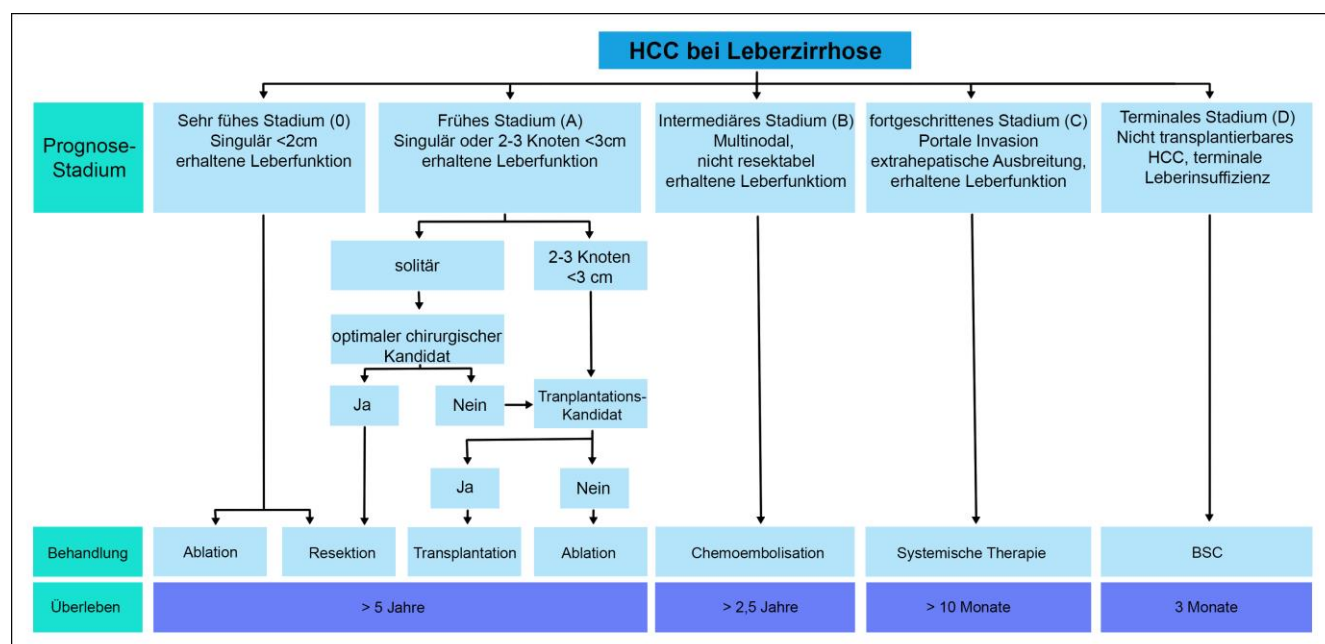 HCC bei Leberzirrhose
Prognose-
Stadium
Sehr fühes Stadium (0)
Singulär <2cm
erhaltene Leberfunktion
Frühes Stadium (A)
Singulär oder 2-3 Knoten <3cm
erhaltene Leberfunktion
Intermediäres Stadium (B)
Multinodal,
nicht resektabel
erhaltene Leberfunktiom
fortgeschrittenes Stadium (C)
Portale Invasion
extrahepatische Ausbreitung,
erhaltene Leberfunktion
Terminales Stadium (D)
Nicht transplantierbares
HCC, terminale
Leberinsuffizienz
solitär
2-3 Knoten
<3 cm
optimaler chirurgischer
Kandidat
Ja
Nein
Tranplantations-
Kandidat
Ja
Nein
Behandlung
Ablation
Resektion
Transplantation
Ablation
Chemoembolisation
Systemische Therapie
BSC
Überleben
> 5 Jahre
> 2,5 Jahre
> 10 Monate
3 Monate